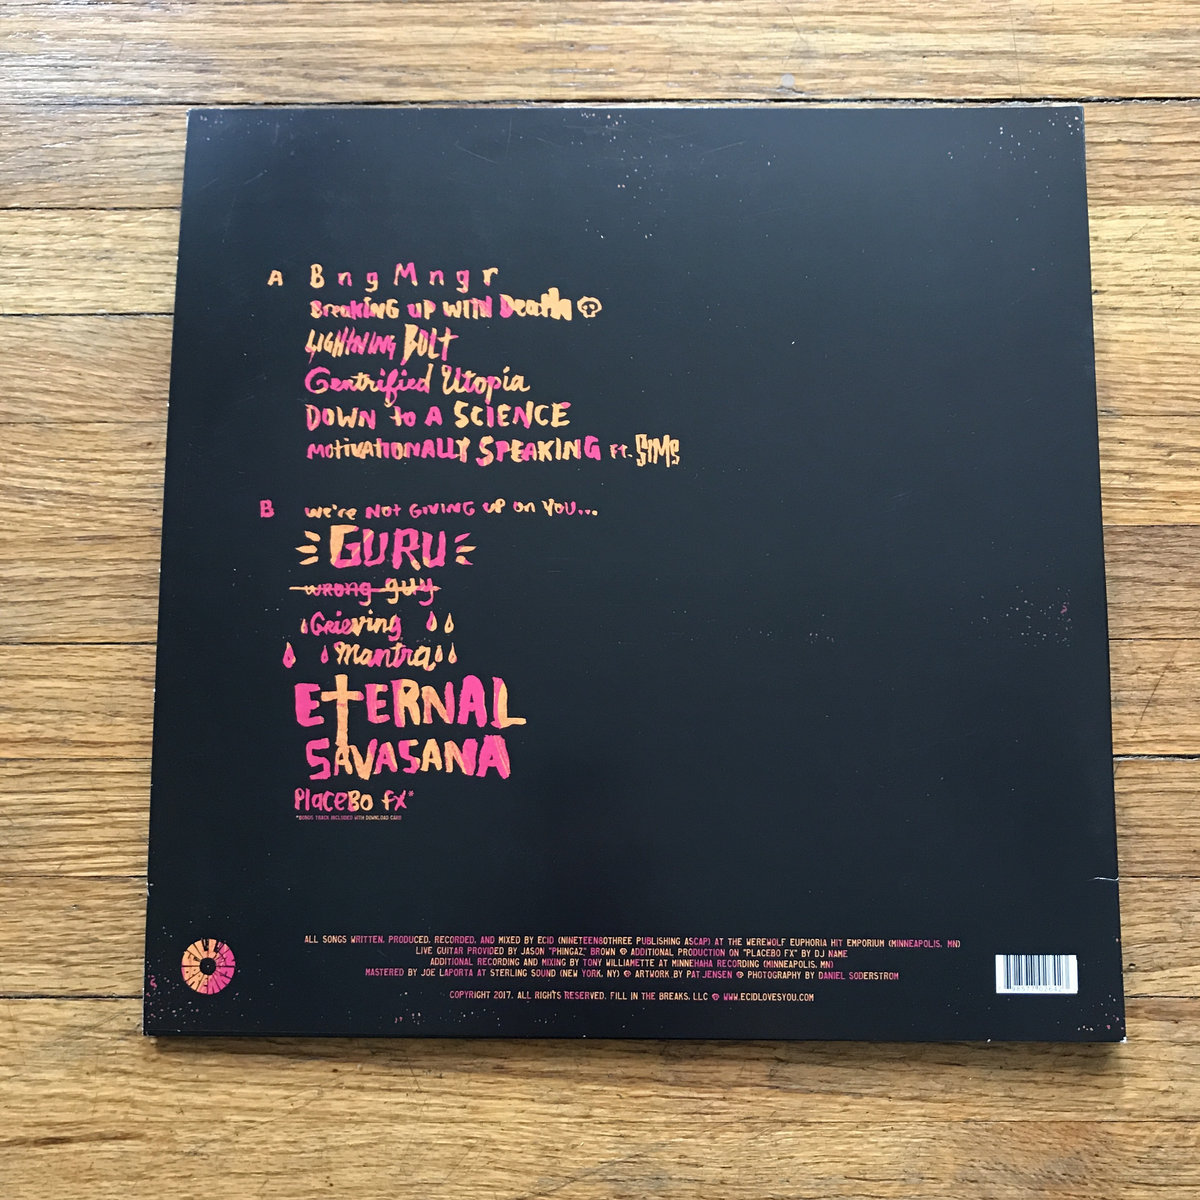 A BngMngr
Breaking up with Death
Lightning Bolt
Gentrified Utopia
Down to A Science
Motivationally Speaking ft. Sims
B We're Not Giving up on You...
Guru
wrong guy
Grieving
Mantra
Eternal
Savasana
Placebo fx*
*BONUS TRACK INCLUDED WITH DOWNLOAD CARD
ALL SONGS WRITTEN, PRODUCED, RECORDED, AND MIXED BY ECID (NINETEEN80THREE PUBLISHING ASCAP) AT THE WEREWOLF EUPHORIA HIT EMPORIUM (MINNEAPOLIS, MN)
LIVE GUITAR PROVIDED BY JASON "PHINGAZ" BROWN ADDITIONAL PRODUCTION ON "PLACEBO FX" BY DJ NAME
ADDITIONAL RECORDING AND MIXING BY TONY WILLIAMETTE AT MINNEHAHA RECORDING (MINNEAPOLIS, MN)
MASTERED BY JOE LAPORTA AT STERLING SOUND (NEW YORK, NY) ARTWORK BY PAT JENSEN PHOTOGRAPHY BY DANIEL SODERSTROM
COPYRIGHT 2017. ALL RIGHTS RESERVED. FILL IN THE BREAKS, LLC WWW.ECIDLOVESYOU.COM